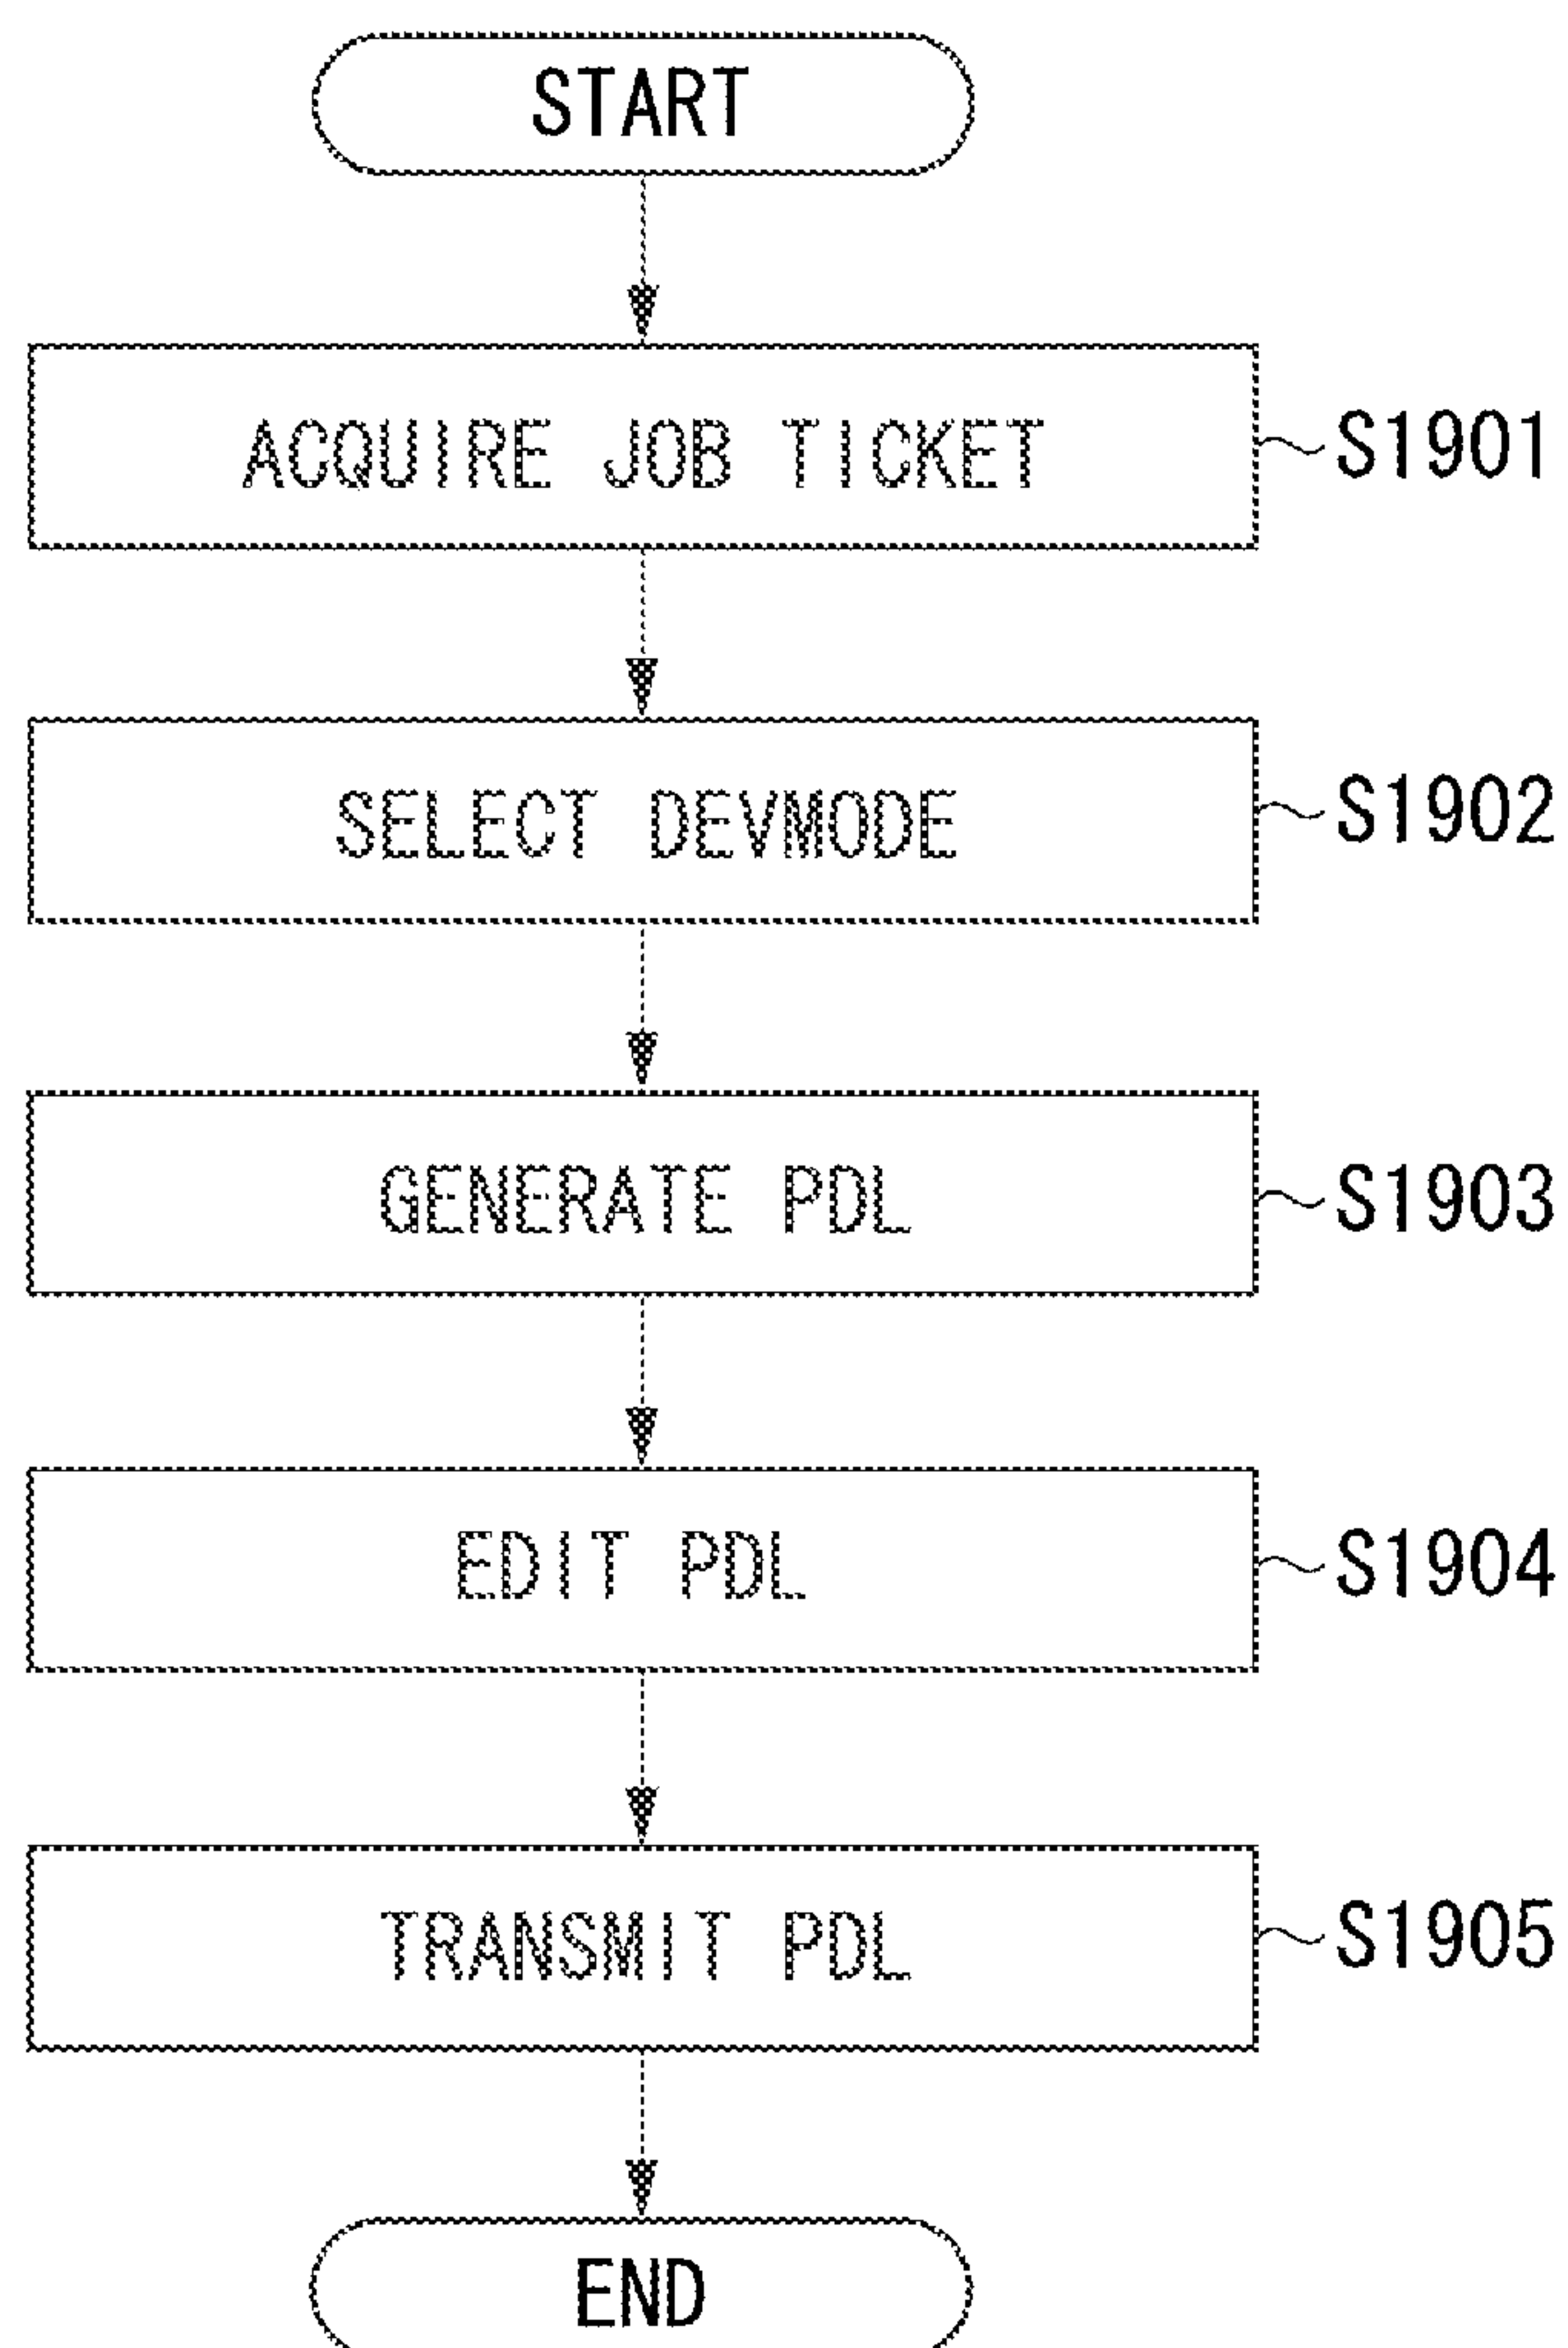 START
ACQUIRE JOB TICKET
S1901
SELECT DEVMODE
S1902
GENERATE PDL
S1903
EDIT PDL
S1904
TRANSMIT PDL
S1905
END